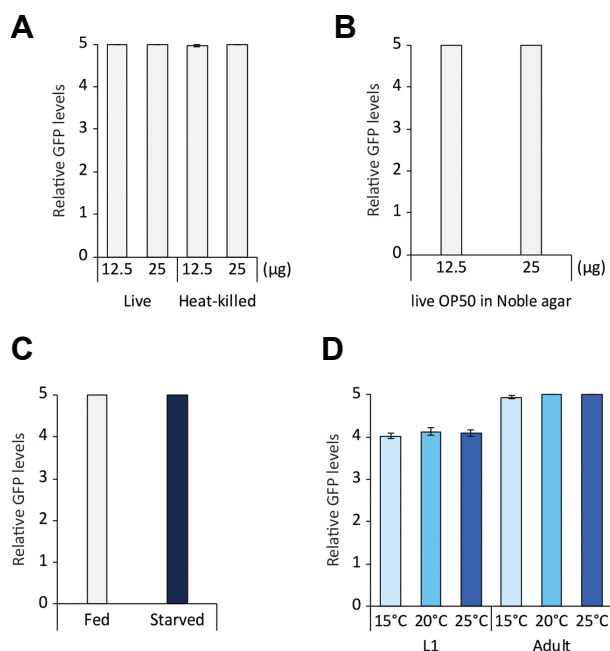 A
Relative GFP levels
5
4
3
2
1
0
12.5 25 12.5 25 (µg)
Live Heat-killed
B
Relative GFP levels
5
4
3
2
1
0
12.5 25 (µg)
live OP50 in Noble agar
C
Relative GFP levels
5
4
3
2
1
0
Fed Starved
D
Relative GFP levels
5
4
3
2
1
0
15°C 20°C 25°C 15°C 20°C 25°C
L1 Adult